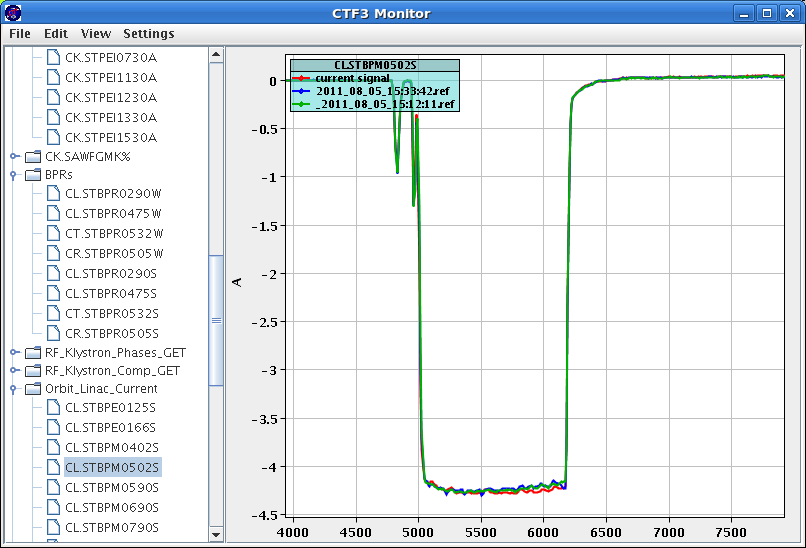 CTF3 Monitor
File Edit View Settings
CK.STPEI0730A
CK.STPEI1130A
CK.STPEI1230A
CK.STPEI1330A
CK.STPEI1530A
CK.SAWFGMK%
BPRs
CL.STBPR0290W
CL.STBPR0475W
CT.STBPR0532W
CR.STBPR0505W
CL.STBPR0290S
CL.STBPR0475S
CT.STBPR0532S
CR.STBPR0505S
RF_Klystron_Phases_GET
RF_Klystron_Comp_GET
Orbit_Linac_Current
CL.STBPE0125S
CL.STBPE0166S
CL.STBPM0402S
CL.STBPM0502S
CL.STBPM0590S
CL.STBPM0690S
CL.STBPM0790S
CL.STBPM0502S
current signal
2011_08_05_15:33:42.ref
_2011_08_05_15:12:11.ref
A
0
-0.5
-1
-1.5
-2
-2.5
-3
-3.5
-4
-4.5
4000 4500 5000 5500 6000 6500 7000 7500